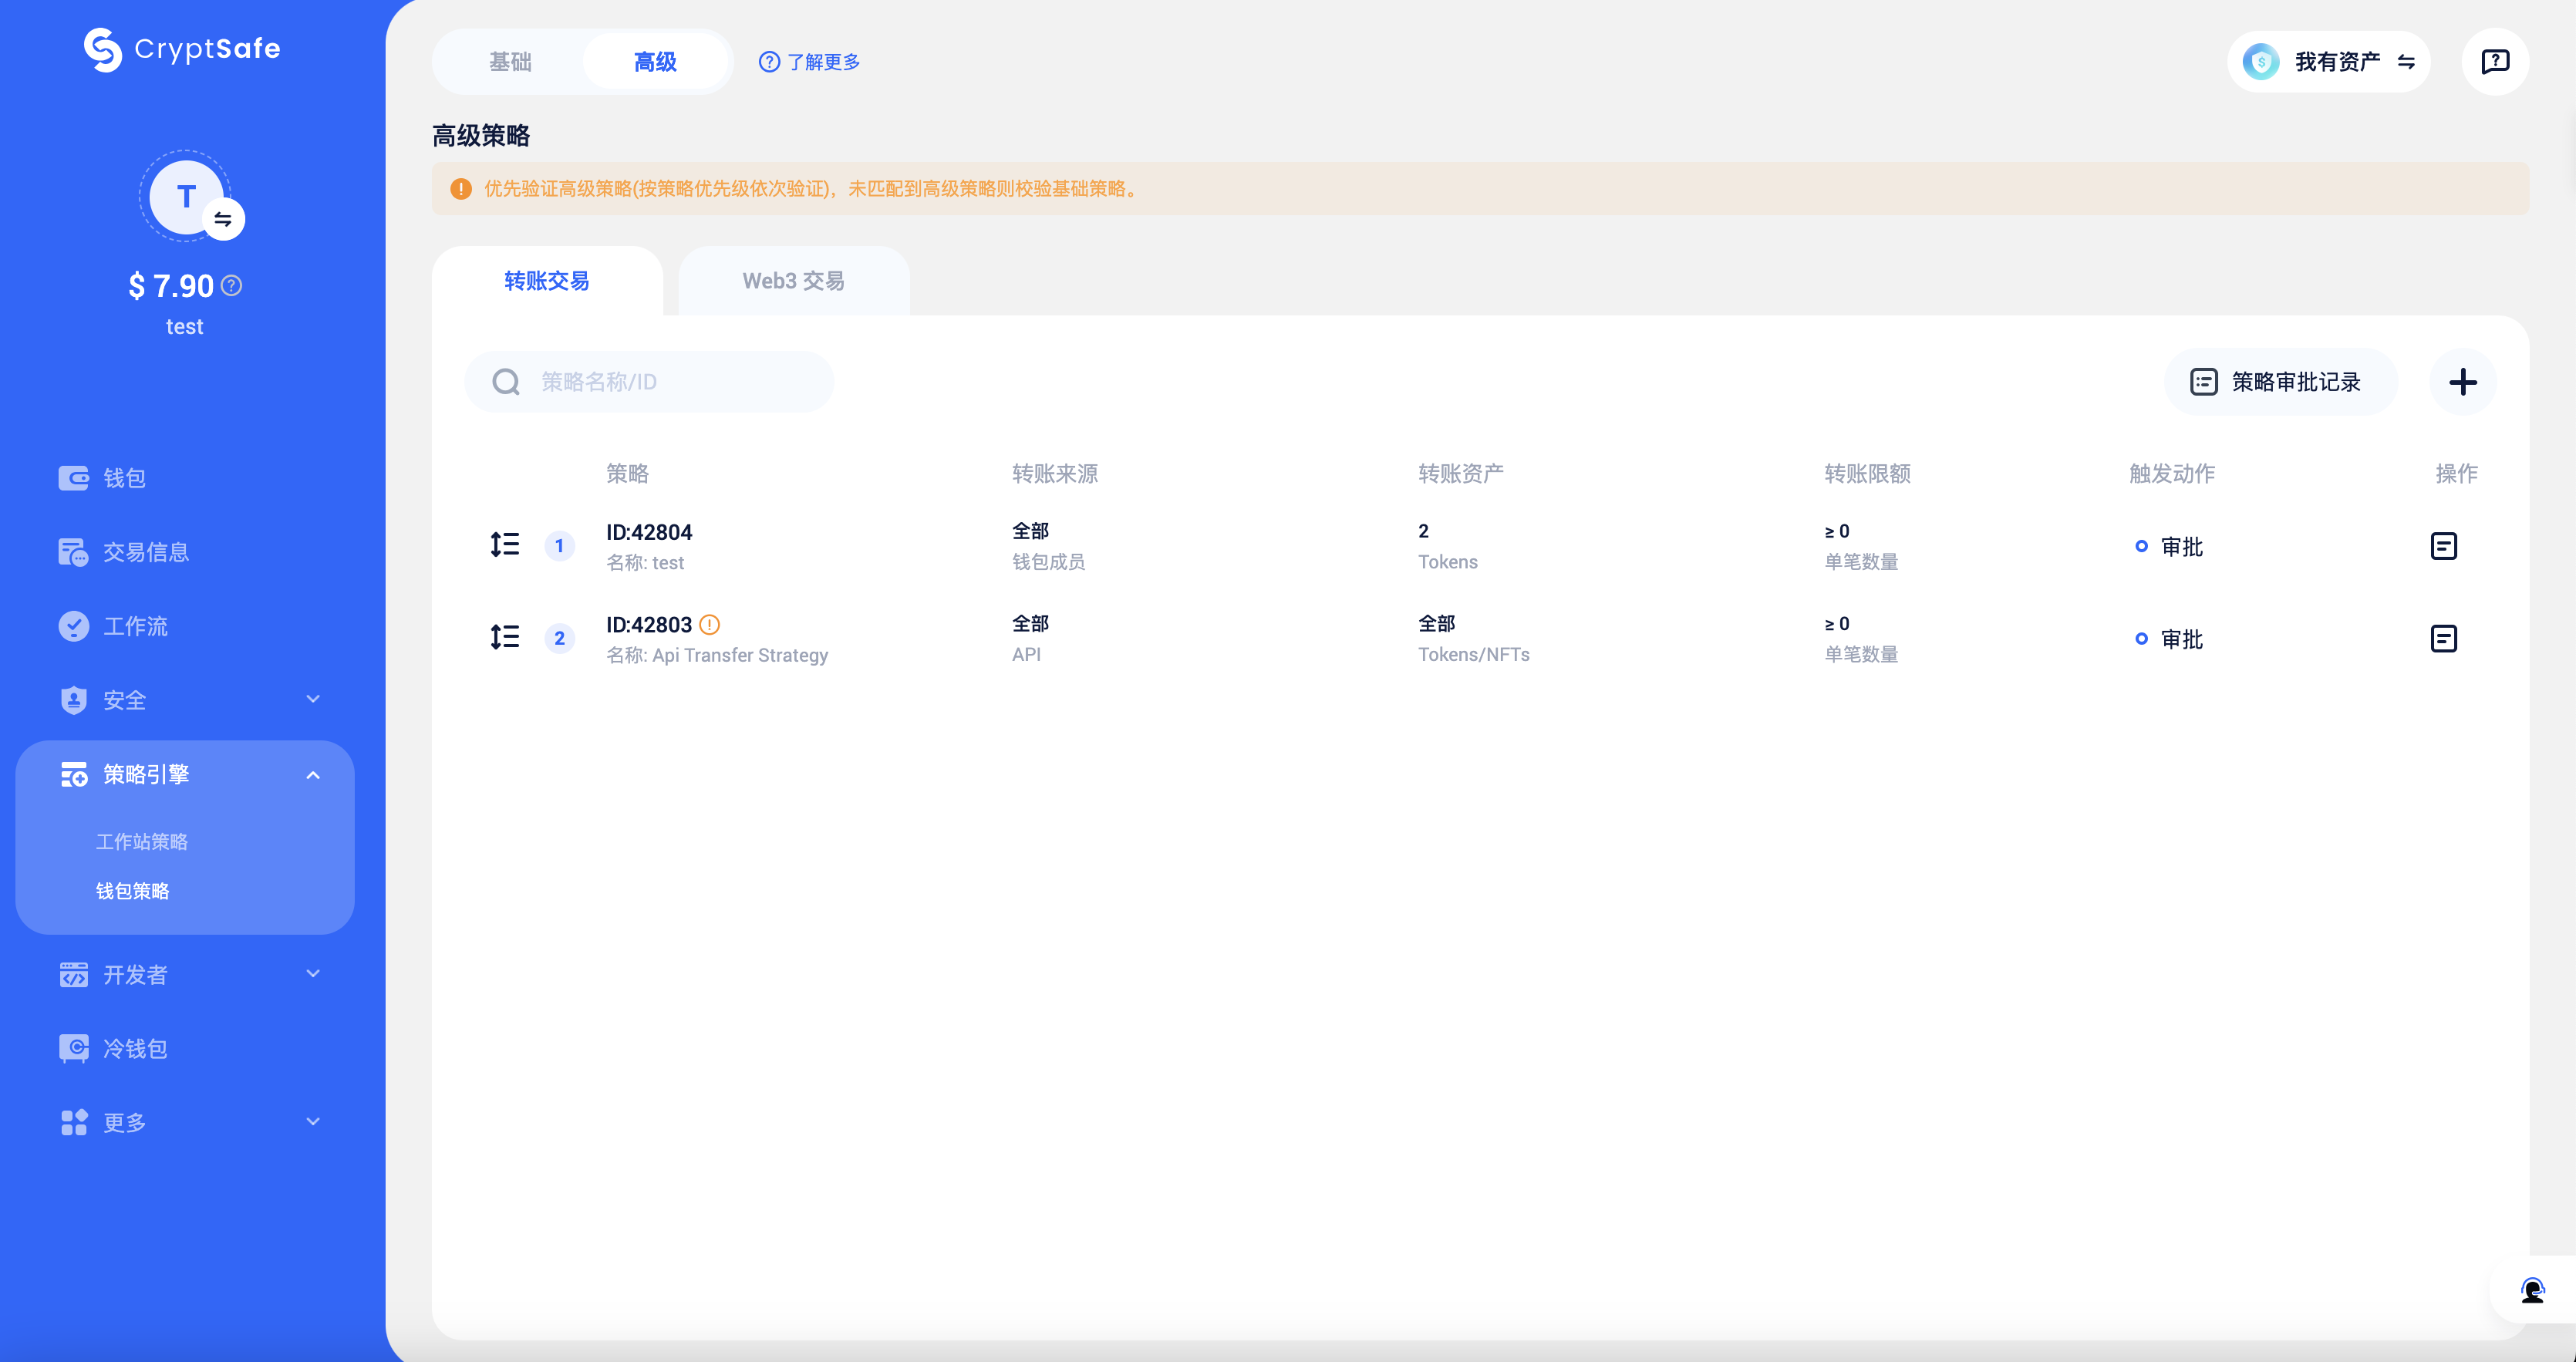 CryptSafe
T
$ 7.90
test
钱包
交易信息
工作流
安全
策略引擎
工作站策略
钱包策略
开发者
冷钱包
更多
基础 高级 了解更多
我有资产
高级策略
优先验证高级策略(按策略优先级依次验证)，未匹配到高级策略则校验基础策略。
转账交易 Web3 交易
策略名称/ID
策略审批记录
策略 转账来源 转账资产 转账限额 触发动作 操作
1 ID:42804 全部 2 ≥ 0 审批
名称: test 钱包成员 Tokens 单笔数量
2 ID:42803 全部 全部 ≥ 0 审批
名称: Api Transfer Strategy API Tokens/NFTs 单笔数量